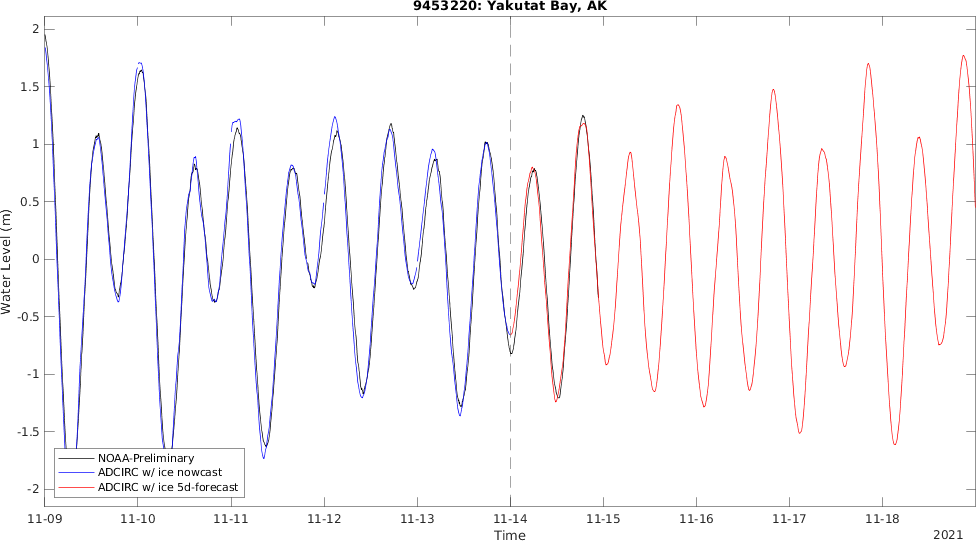 9453220: Yakutat Bay, AK
Water Level (m)
2
1.5
1
0.5
0
-0.5
-1
-1.5
-2
NOAA-Preliminary
ADCIRC w/ ice nowcast
ADCIRC w/ ice 5d-forecast
11-09 11-10 11-11 11-12 11-13 11-14 11-15 11-16 11-17 11-18
Time
2021